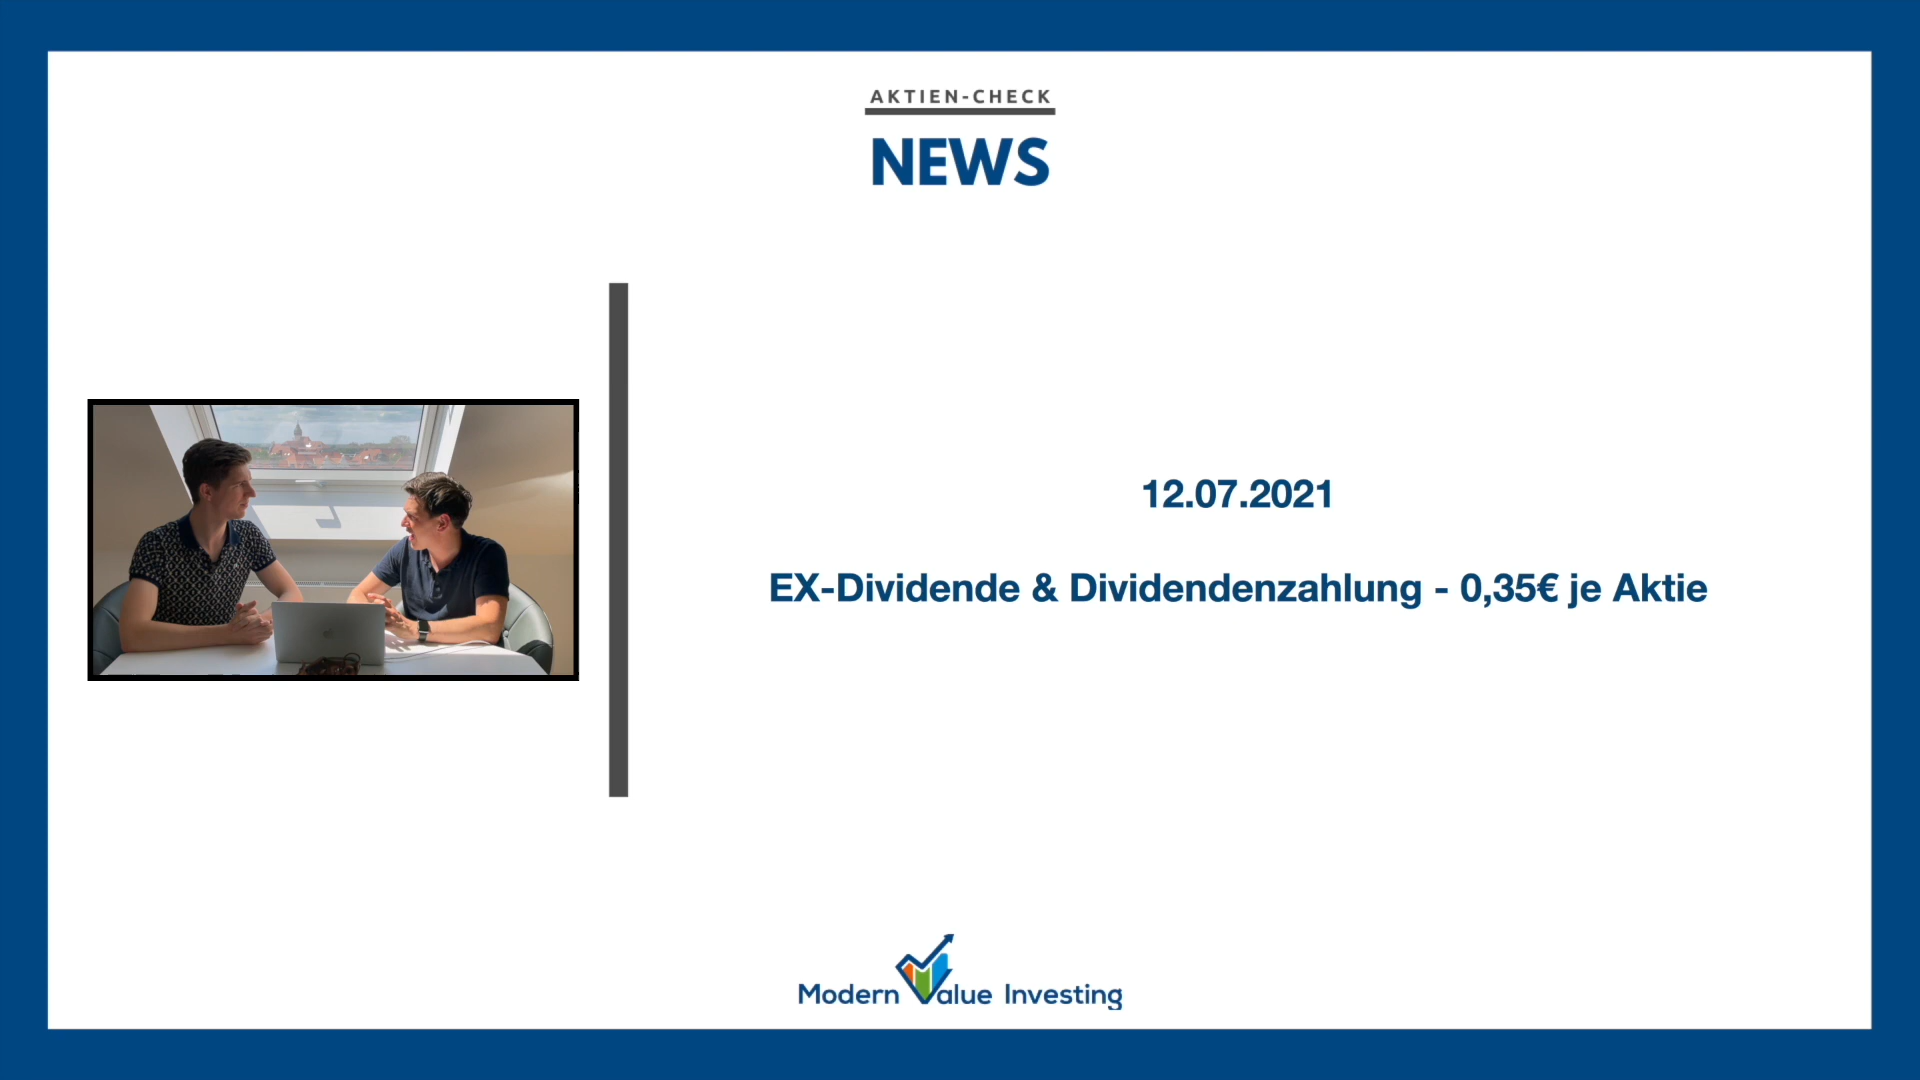 AKTIEN-CHECK
NEWS
12.07.2021
EX-Dividende & Dividendenzahlung - 0,35€ je Aktie
Modern Value Investing